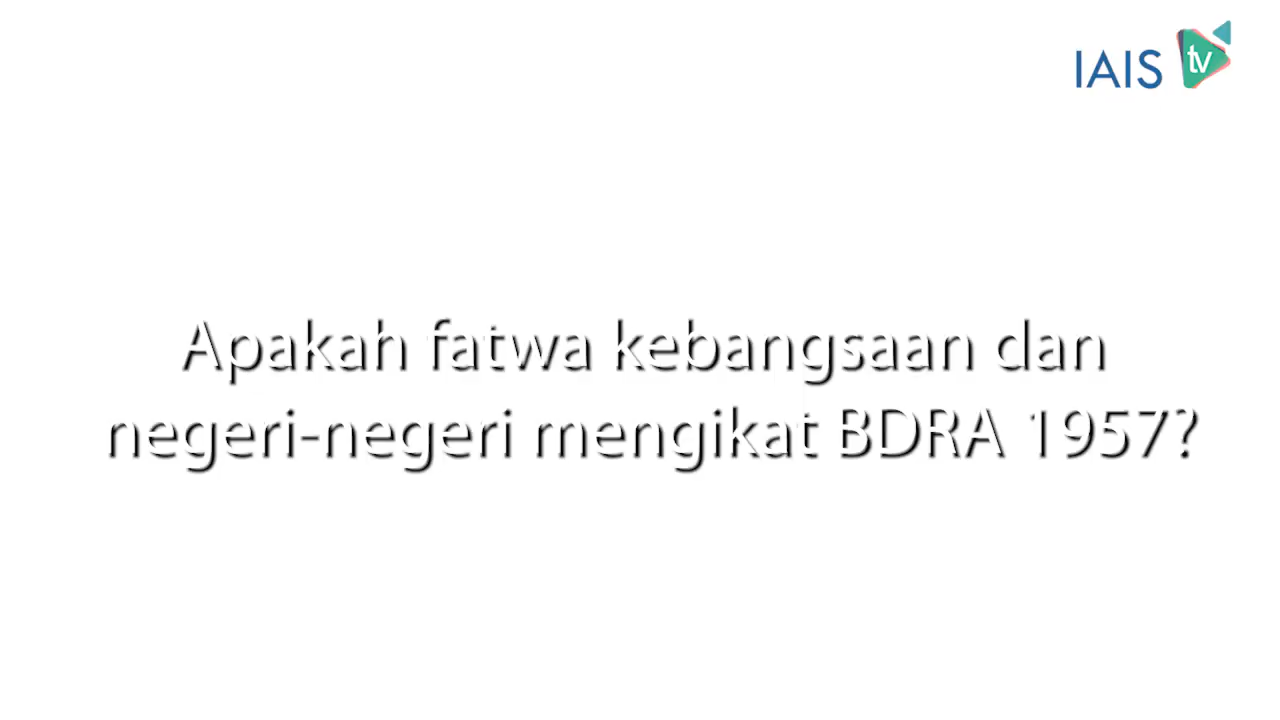 IAIS tv
Apakah fatwa kebangsaan dan
negeri-negeri mengikat BDRA 1957?